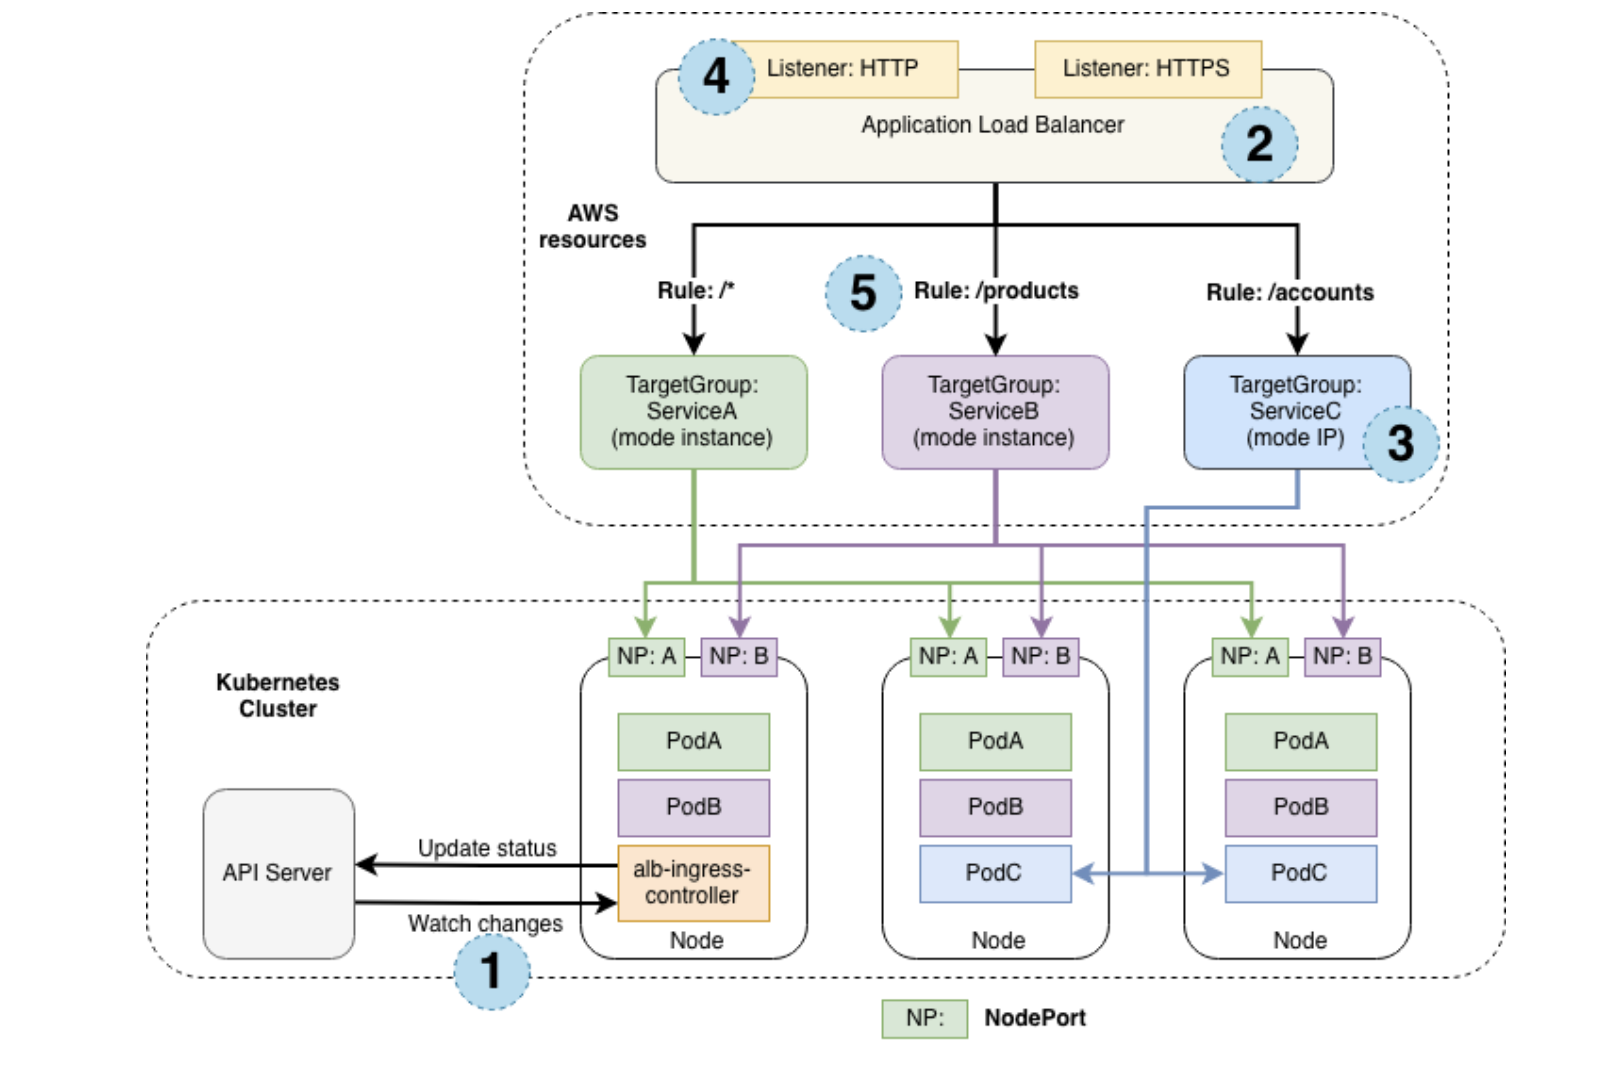 4
Listener: HTTP
Listener: HTTPS
Application Load Balancer
2
AWS
resources
Rule: /*
5
Rule: /products
Rule: /accounts
TargetGroup:
ServiceA
(mode instance)
TargetGroup:
ServiceB
(mode instance)
TargetGroup:
ServiceC
(mode IP)
3
Kubernetes
Cluster
NP: A
NP: B
NP: A
NP: B
NP: A
NP: B
PodA
PodA
PodA
PodB
PodB
PodB
API Server
Update status
Watch changes
alb-ingress-
controller
PodC
PodC
Node
Node
Node
1
NP:
NodePort